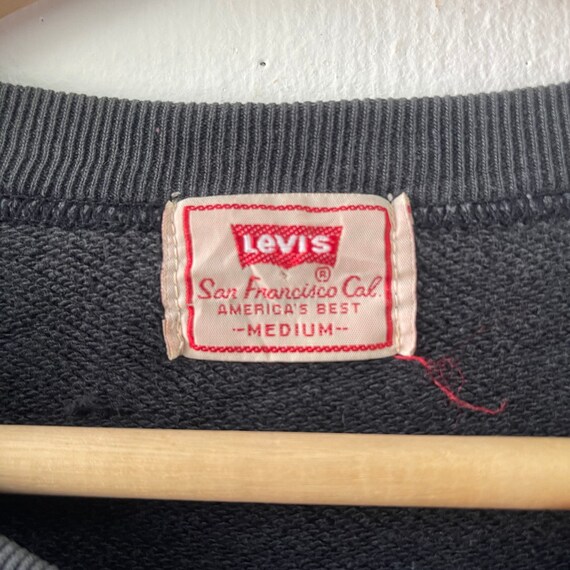 Levi's
®
San Francisco Cal.
AMERICA'S BEST
--MEDIUM--